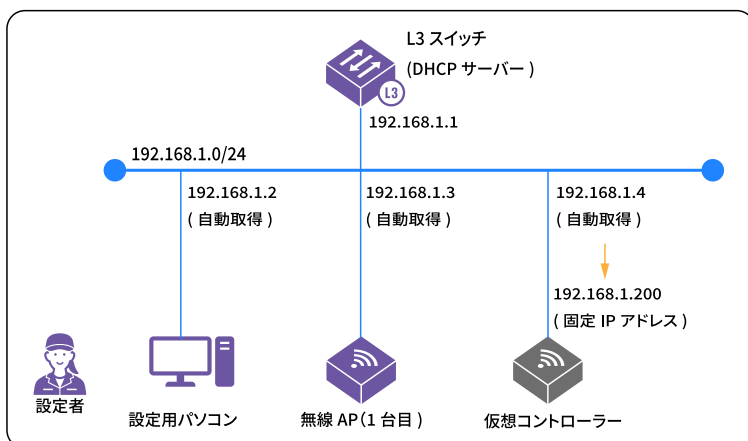 L3 スイッチ
(DHCP サーバー )
L3
192.168.1.1
192.168.1.0/24
192.168.1.2
( 自動取得 )
192.168.1.3
( 自動取得 )
192.168.1.4
( 自動取得 )
192.168.1.200
( 固定 IP アドレス )
設定者
設定用パソコン
無線 AP（1 台目 )
仮想コントローラー